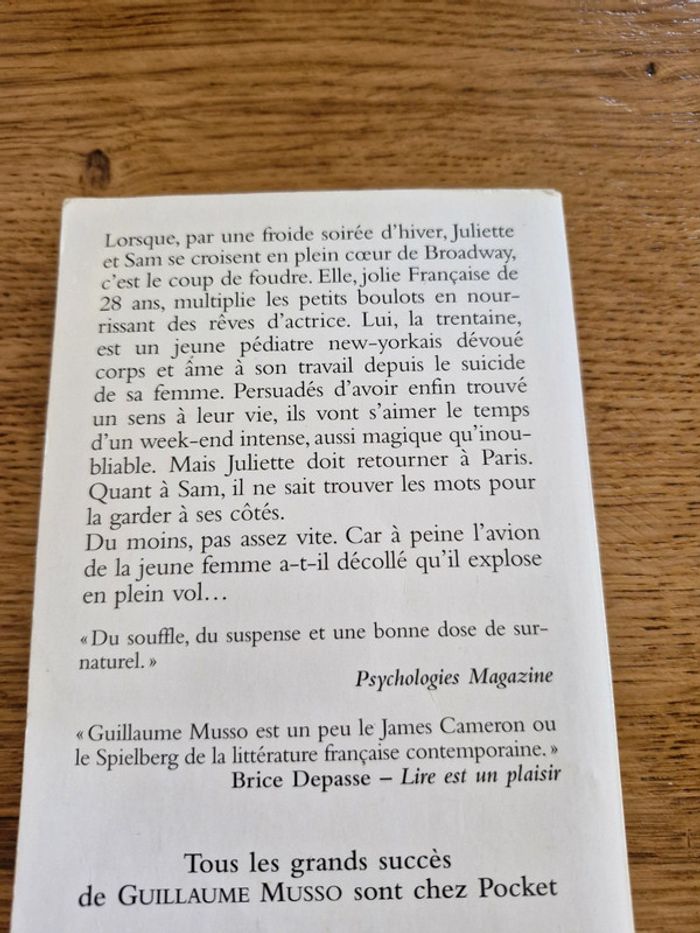 Lorsque, par une froide soirée d'hiver, Juliette
et Sam se croisent en plein cœur de Broadway,
c'est le coup de foudre. Elle, jolie Française de
28 ans, multiplie les petits boulots en nour-
rissant des rêves d'actrice. Lui, la trentaine,
est un jeune pédiatre new-yorkais dévoué
corps et âme à son travail depuis le suicide
de sa femme. Persuadés d'avoir enfin trouvé
un sens à leur vie, ils vont s'aimer le temps
d'un week-end intense, aussi magique qu'inou-
bliable. Mais Juliette doit retourner à Paris.
Quant à Sam, il ne sait trouver les mots pour
la garder à ses côtés.
Du moins, pas assez vite. Car à peine l'avion
de la jeune femme a-t-il décollé qu'il explose
en plein vol...
« Du souffle, du suspense et une bonne dose de sur-
naturel. »
Psychologies Magazine
« Guillaume Musso est un peu le James Cameron ou
le Spielberg de la littérature française contemporaine. »
Brice Depasse – Lire est un plaisir
Tous les grands succès
de GUILLAUME MUSSO sont chez Pocket